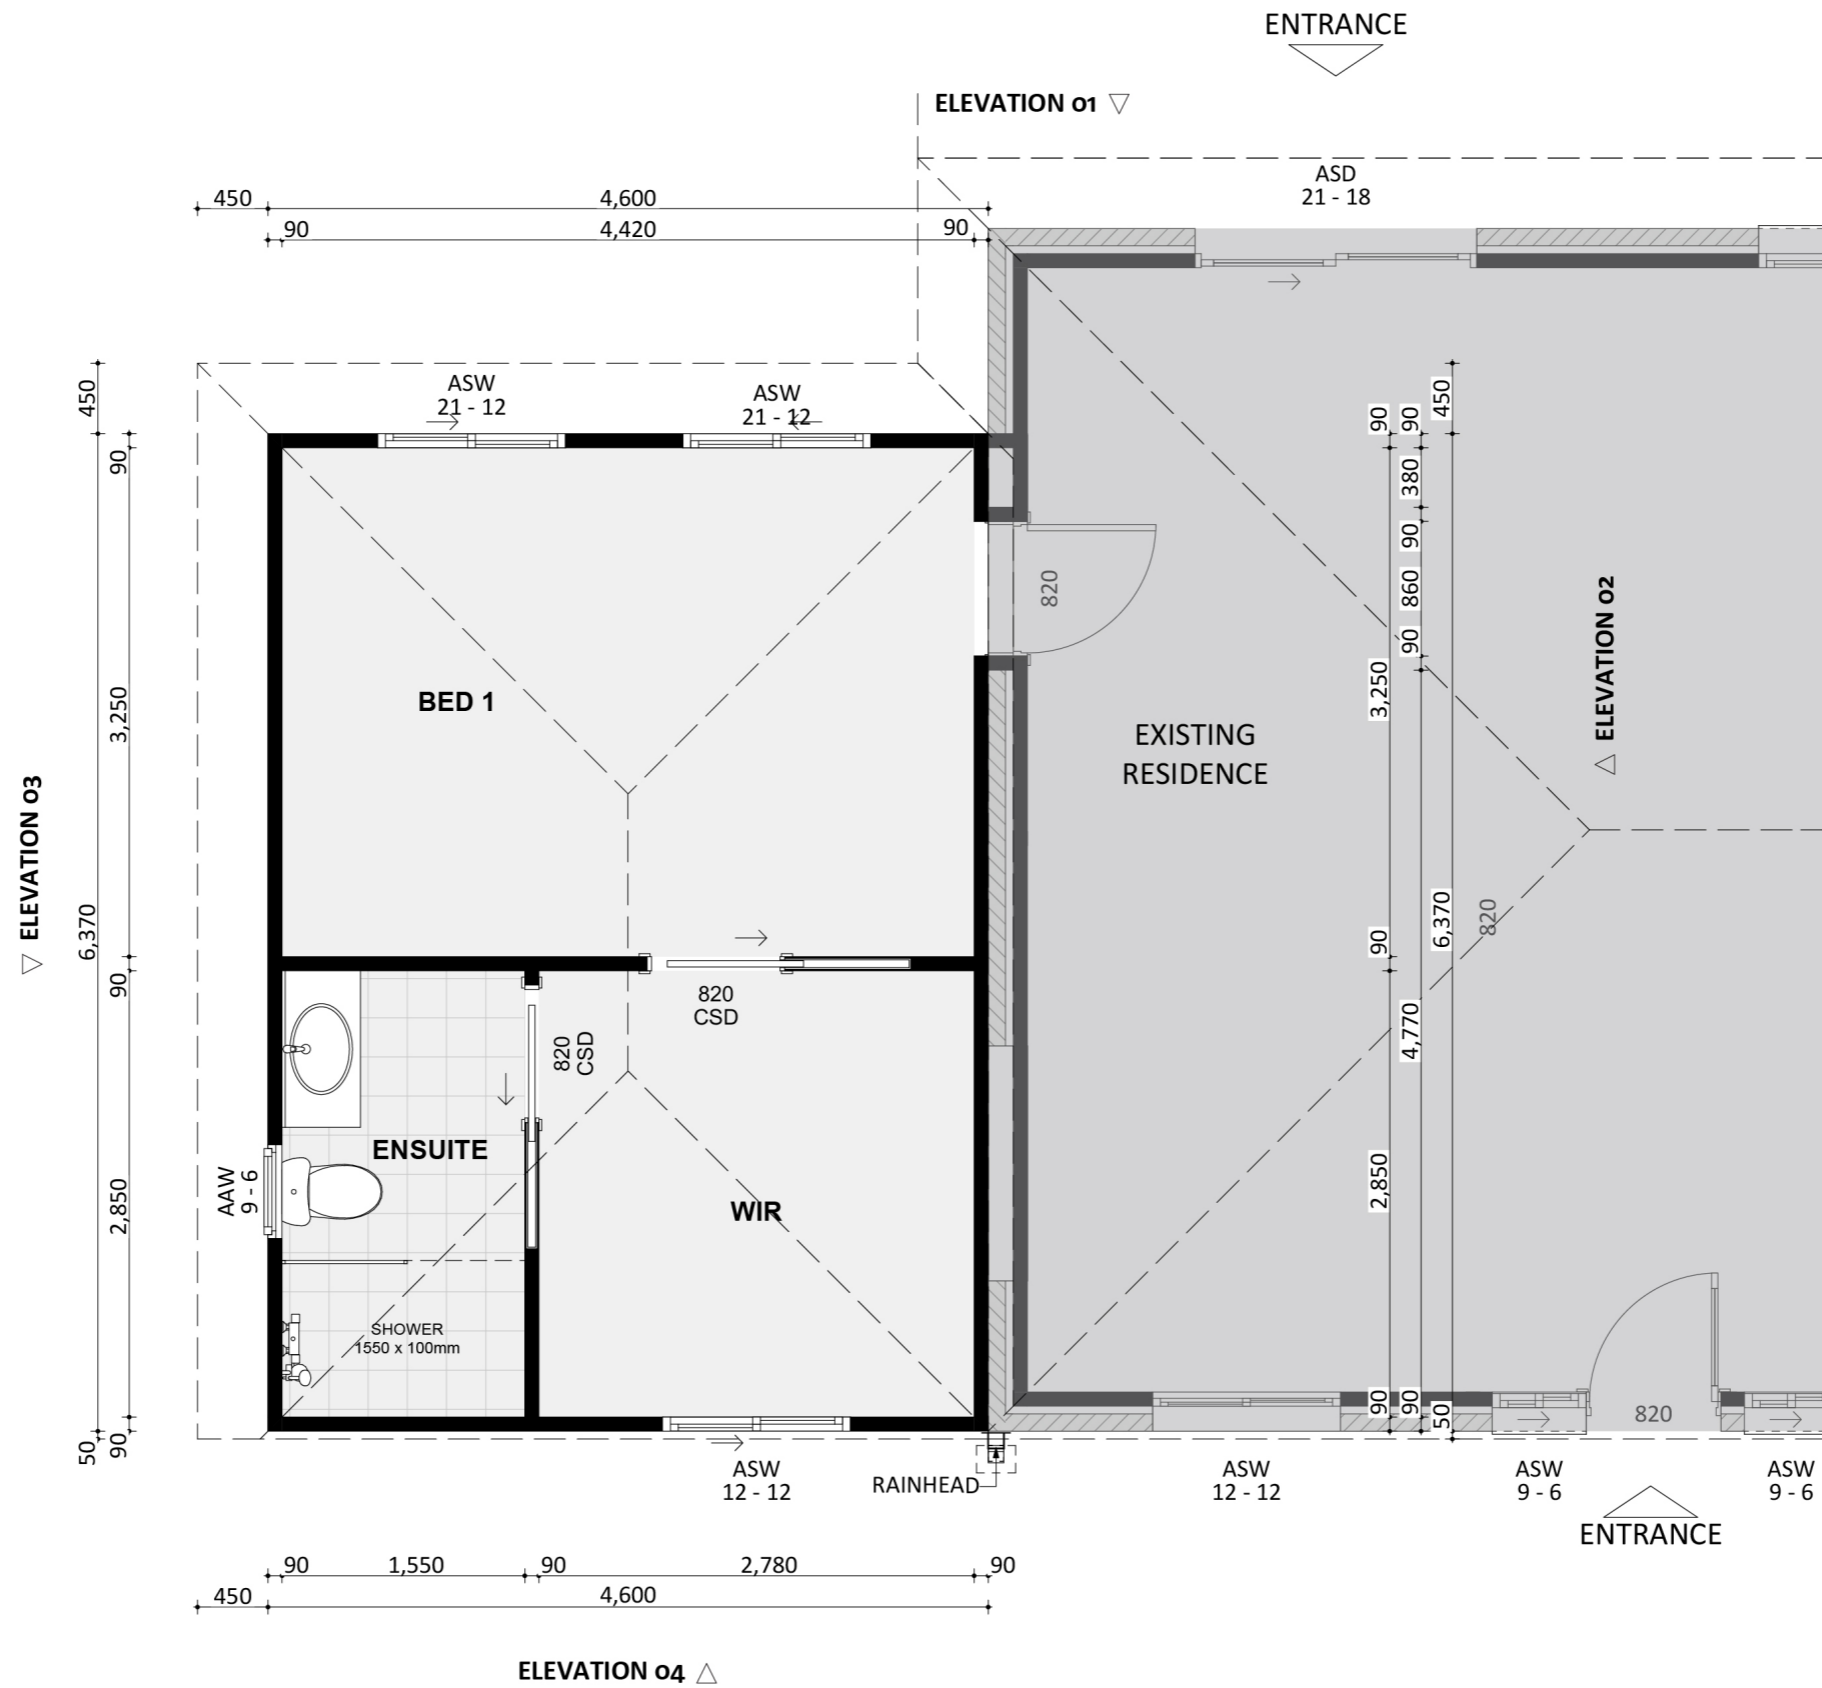 ENTRANCE
ELEVATION 01
ASD
21 - 18
450
4,600
90
4,420
90
ASW
21 - 12
ASW
21 - 12
450
90
3,250
6,370
90
2,850
50
90
ELEVATION 03
BED 1
820
EXISTING
RESIDENCE
90
90
450
380
90
860
90
3,250
90
6,370
4,770
2,850
90
90
50
820
ELEVATION 02
820
CSD
820
CSD
ENSUITE
AAW
9 - 6
WIR
SHOWER
1550 x 100mm
820
ASW
12 - 12
RAINHEAD
ASW
12 - 12
ASW
9 - 6
ASW
9 - 6
ENTRANCE
90
1,550
90
2,780
90
450
4,600
ELEVATION 04